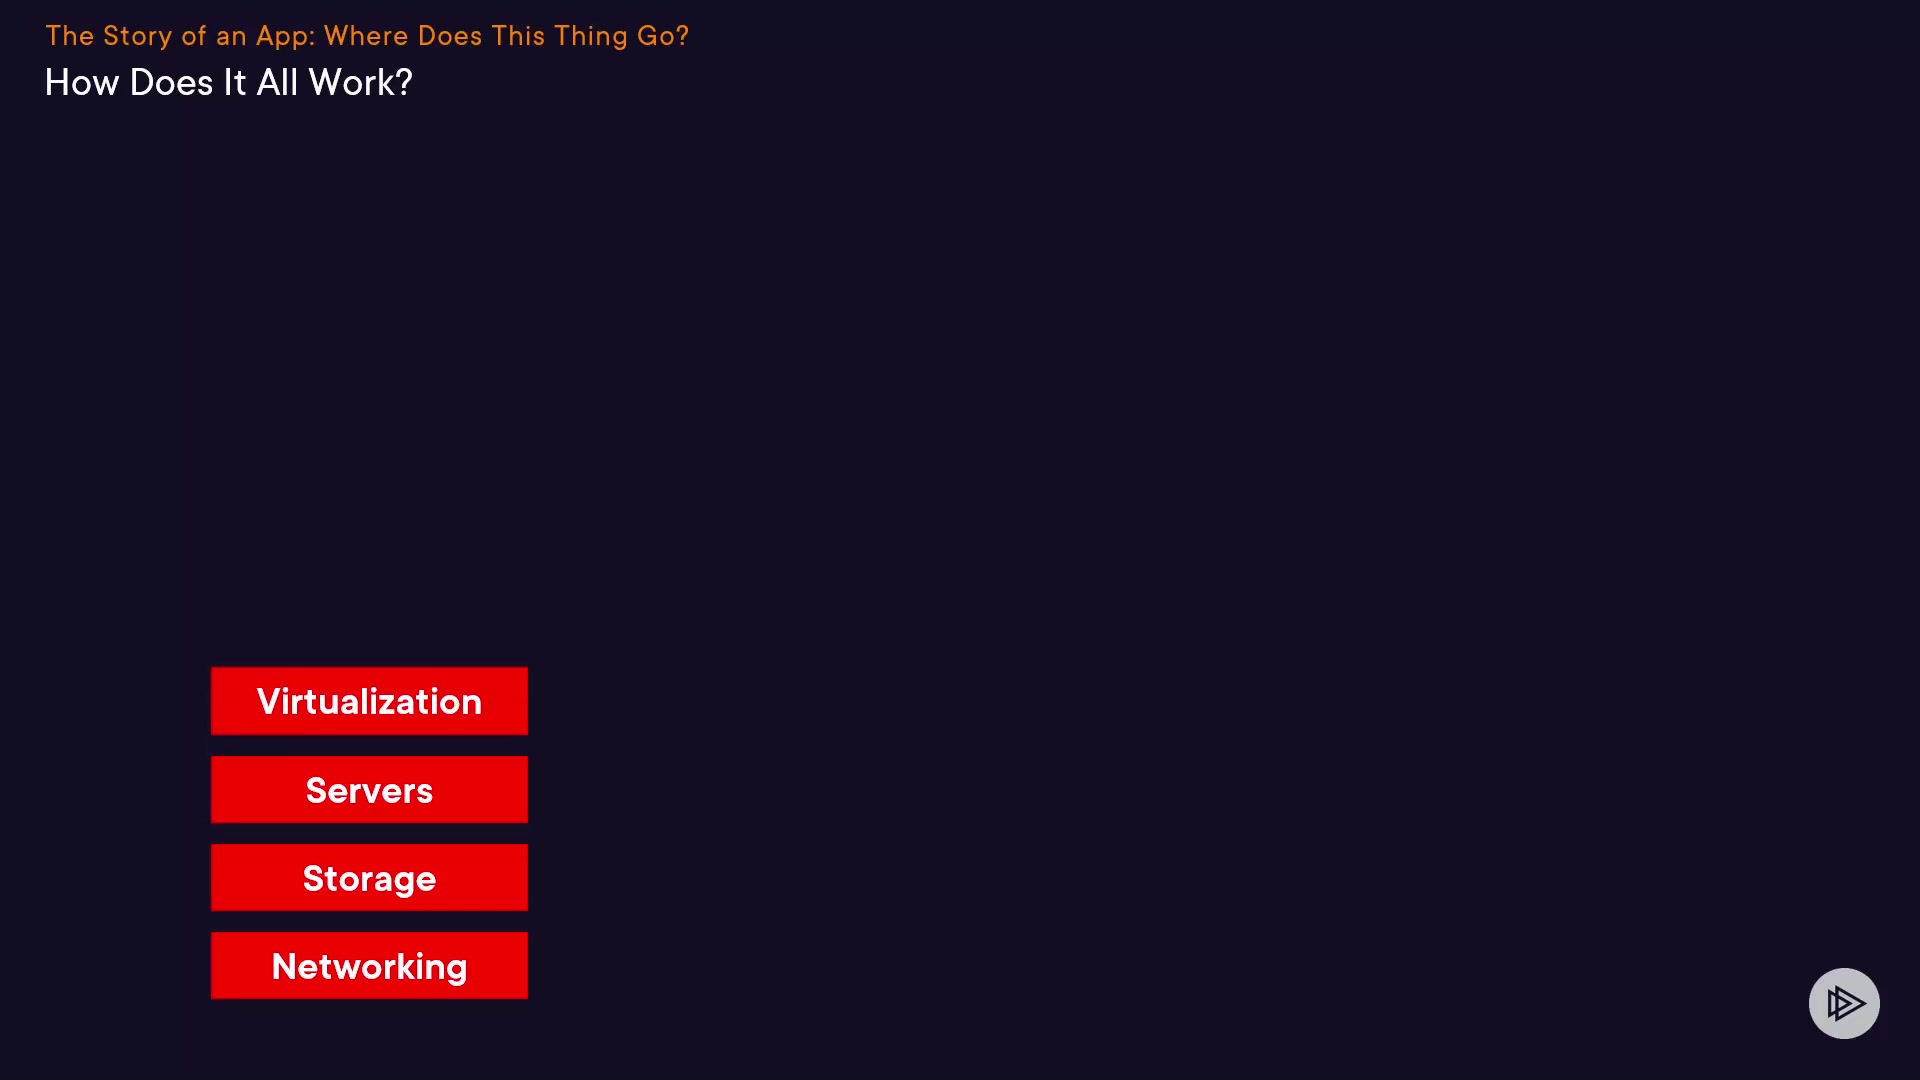 The Story of an App: Where Does This Thing Go?
How Does It All Work?
Virtualization
Servers
Storage
Networking